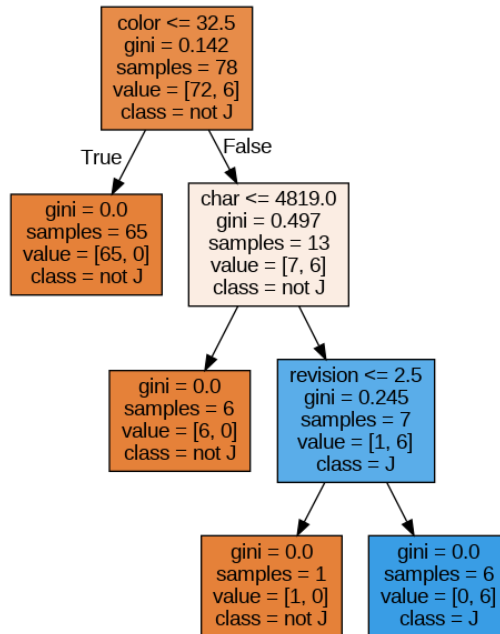 color <= 32.5
gini = 0.142
samples = 78
value = [72, 6]
class = not J
True
False
gini = 0.0
samples = 65
value = [65, 0]
class = not J
char <= 4819.0
gini = 0.497
samples = 13
value = [7, 6]
class = not J
gini = 0.0
samples = 6
value = [6, 0]
class = not J
revision <= 2.5
gini = 0.245
samples = 7
value = [1, 6]
class = J
gini = 0.0
samples = 1
value = [1, 0]
class = not J
gini = 0.0
samples = 6
value = [0, 6]
class = J